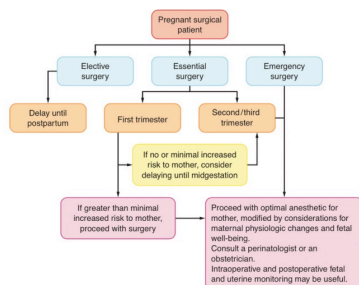 Pregnant surgical
patient
Elective
surgery
Essential
surgery
Emergency
surgery
Delay until
postpartum
First trimester
Second/third
trimester
If no or minimal increased
risk to mother, consider
delaying until midgestation
If greater than minimal
increased risk to mother,
proceed with surgery
Proceed with optimal anesthetic for
mother, modified by considerations for
maternal physiologic changes and fetal
well-being.
Consult a perinatologist or an
obstetrician.
Intraoperative and postoperative fetal
and uterine monitoring may be useful.